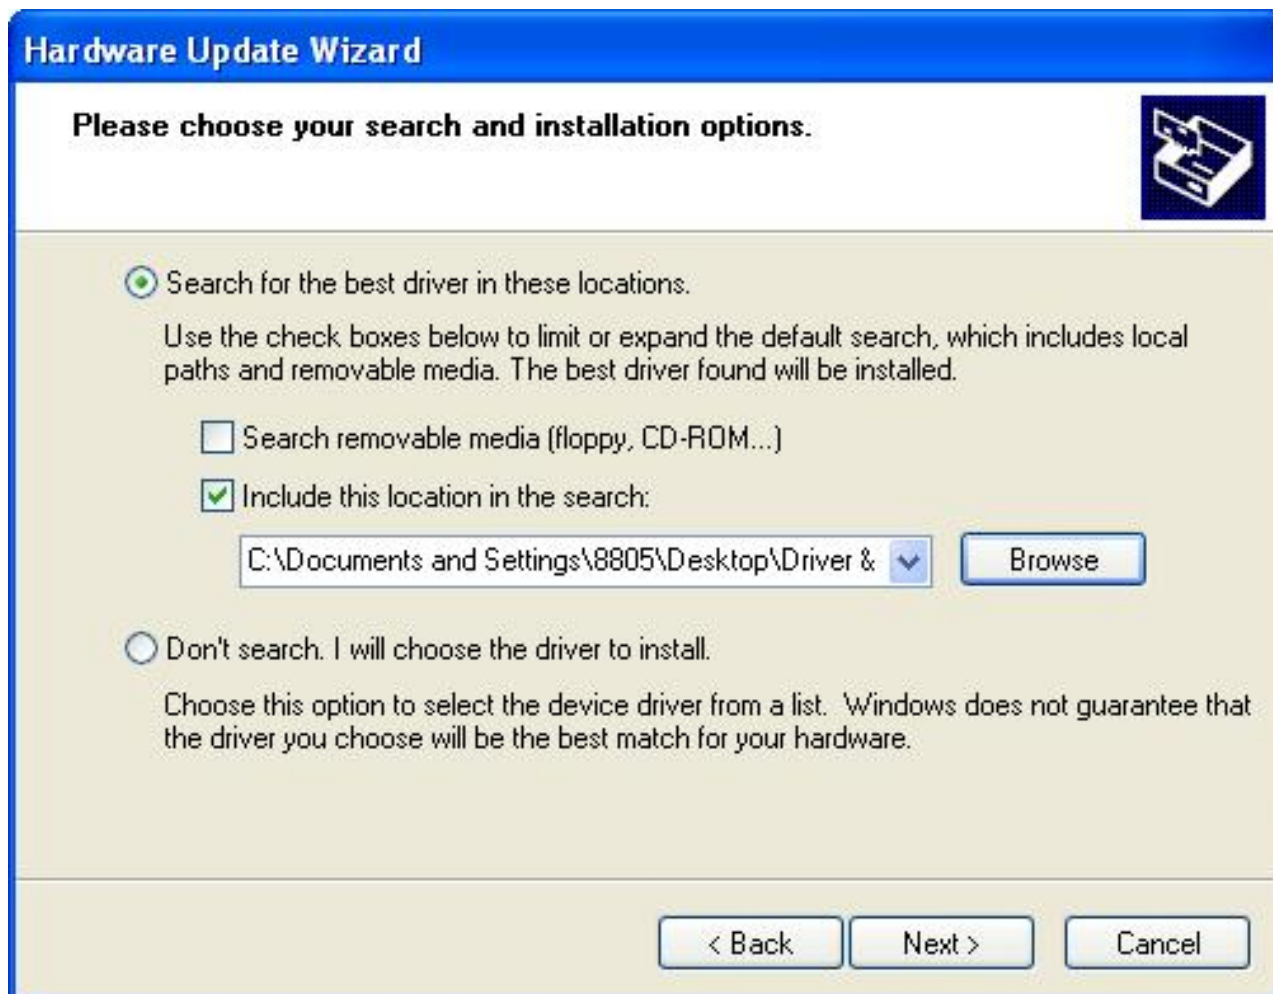 Hardware Update Wizard
Please choose your search and installation options.
Search for the best driver in these locations.
Use the check boxes below to limit or expand the default search, which includes local
paths and removable media. The best driver found will be installed.
Search removable media (floppy, CD-ROM...)
Include this location in the search:
C:\Documents and Settings\8805\Desktop\Driver &
Browse
Don't search. I will choose the driver to install.
Choose this option to select the device driver from a list.  Windows does not guarantee that
the driver you choose will be the best match for your hardware.
< Back
Next >
Cancel